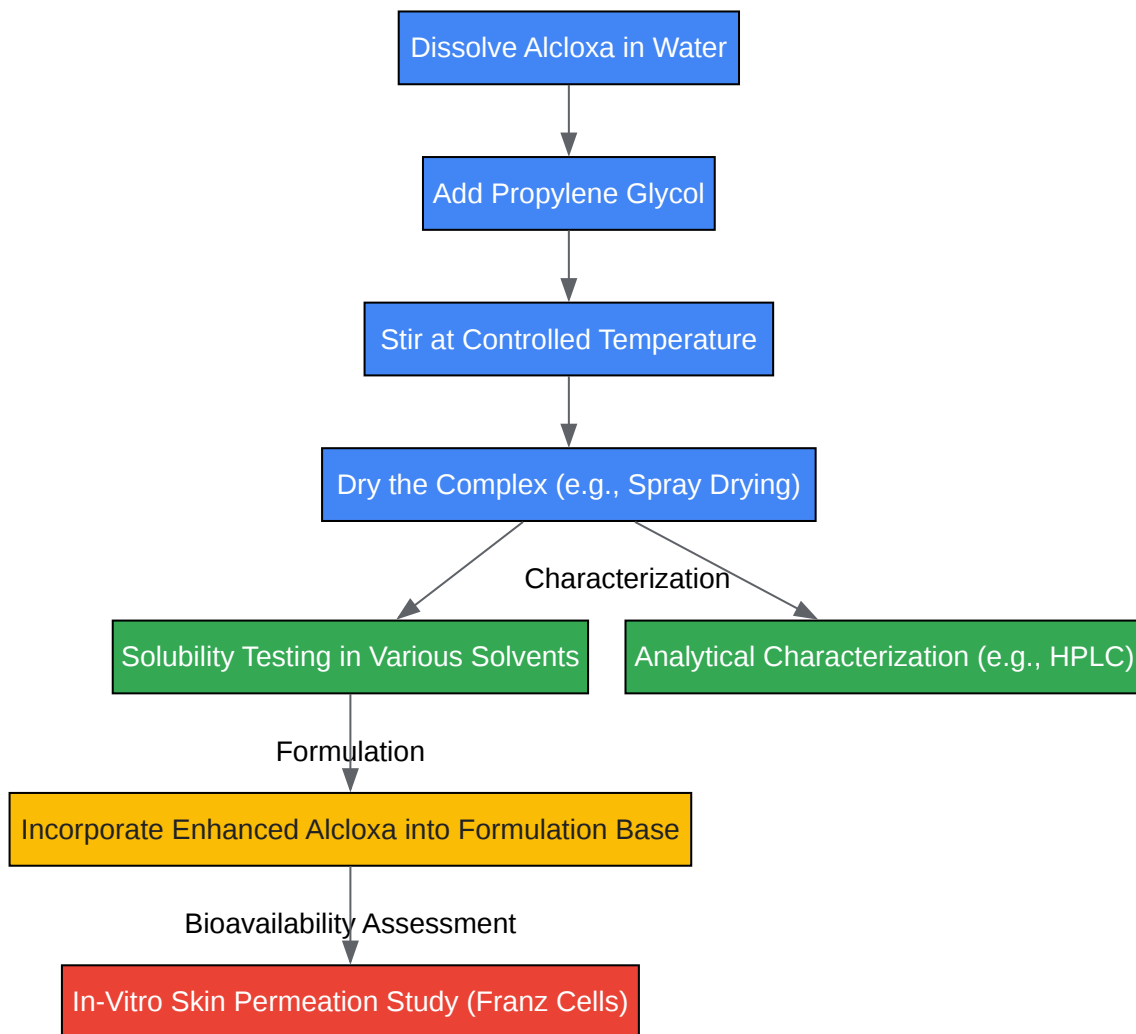 Dissolve Alcloxa in Water
Add Propylene Glycol
Stir at Controlled Temperature
Dry the Complex (e.g., Spray Drying)
Characterization
Solubility Testing in Various Solvents
Analytical Characterization (e.g., HPLC)
Formulation
Incorporate Enhanced Alcloxa into Formulation Base
Bioavailability Assessment
In-Vitro Skin Permeation Study (Franz Cells)